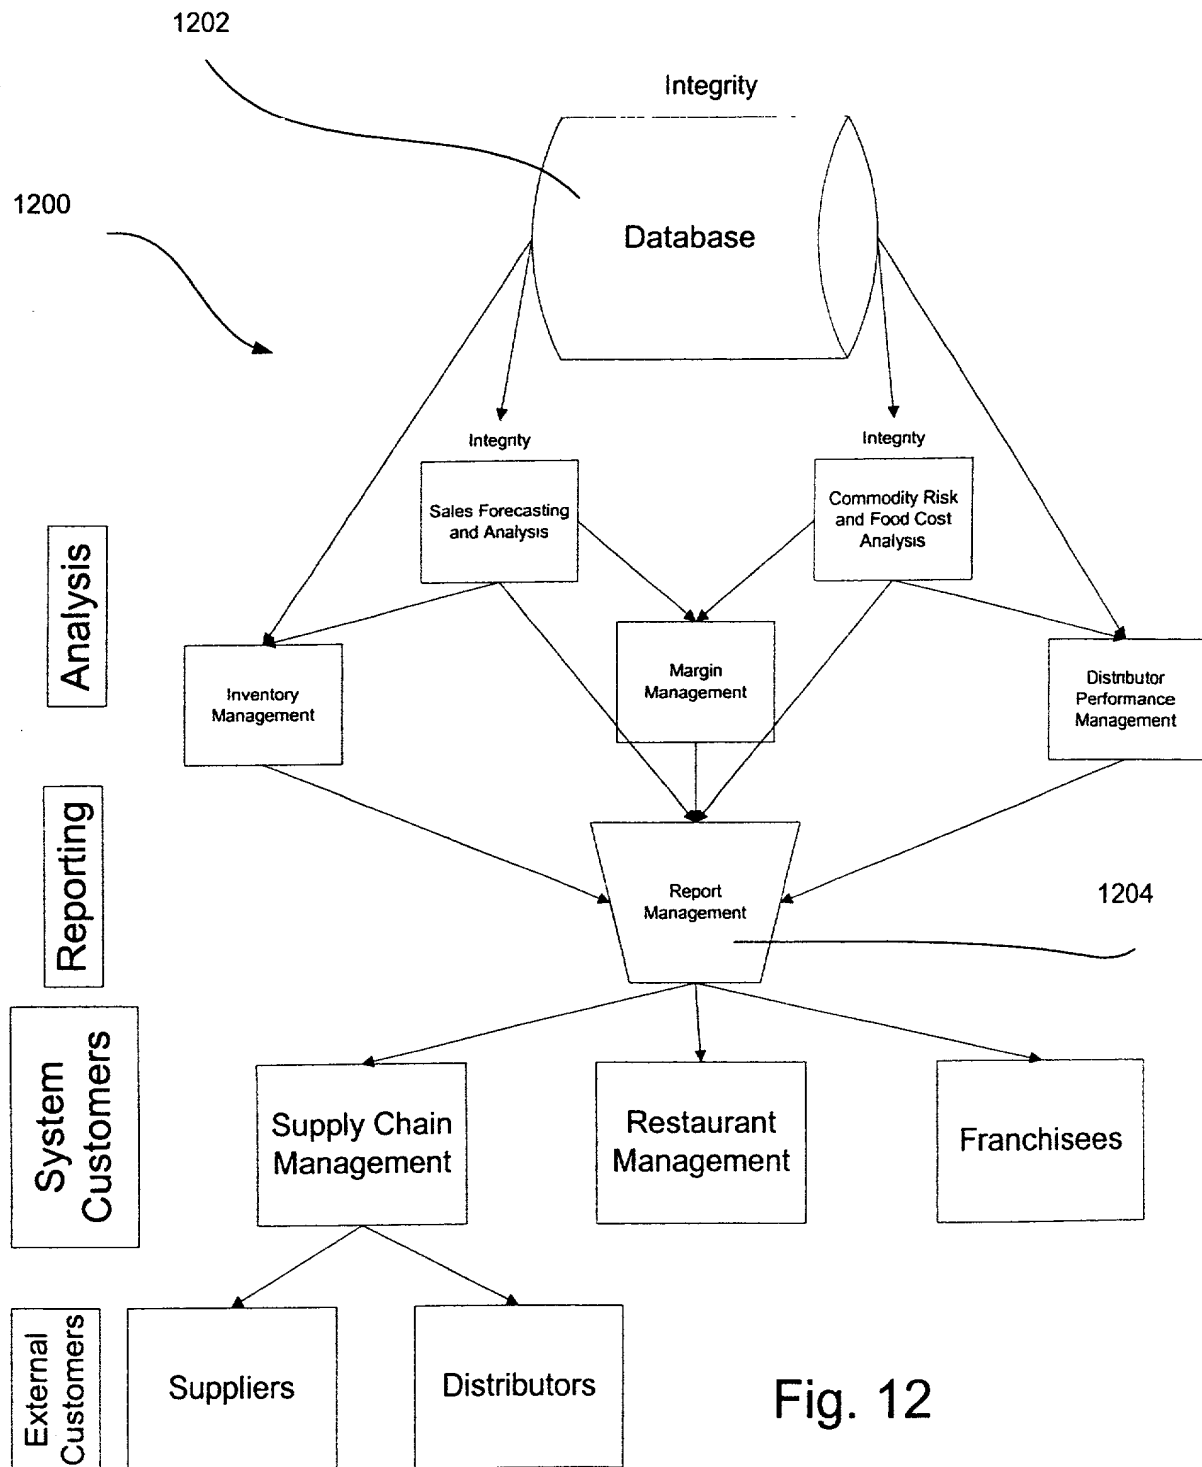 1202
Integrity
1200
Database
Integrity
Integrity
Sales Forecasting
and Analysis
Commodity Risk
and Food Cost
Analysis
Analysis
Inventory
Management
Margin
Management
Distributor
Performance
Management
Reporting
Report
Management
1204
System
Customers
Supply Chain
Management
Restaurant
Management
Franchisees
External
Customers
Suppliers
Distributors
Fig. 12